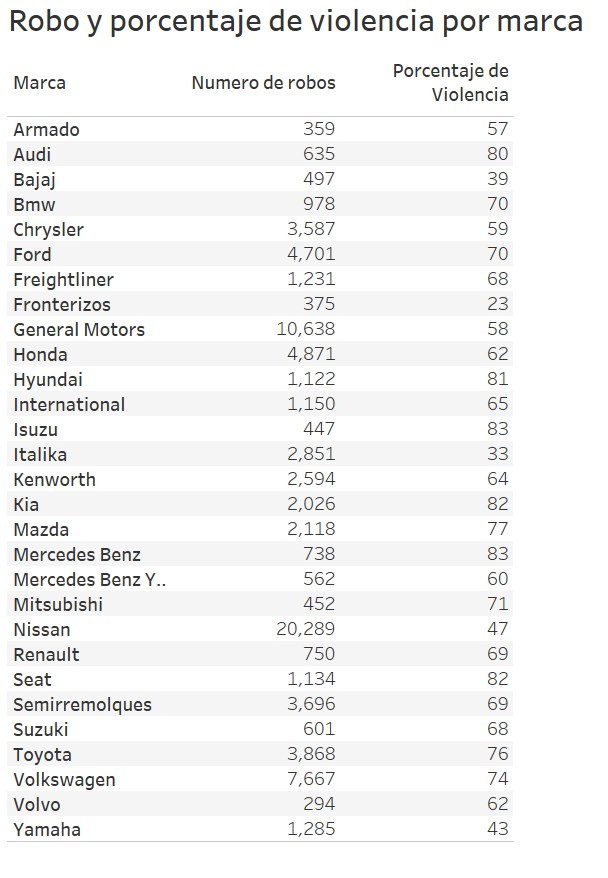 Robo y porcentaje de violencia por marca
Marca Numero de robos Porcentaje de
Violencia
Armado 359 57
Audi 635 80
Bajaj 497 39
Bmw 978 70
Chrysler 3,587 59
Ford 4,701 70
Freightliner 1,231 68
Fronterizos 375 23
General Motors 10,638 58
Honda 4,871 62
Hyundai 1,122 81
International 1,150 65
Isuzu 447 83
Italika 2,851 33
Kenworth 2,594 64
Kia 2,026 82
Mazda 2,118 77
Mercedes Benz 738 83
Mercedes Benz Y.. 562 60
Mitsubishi 452 71
Nissan 20,289 47
Renault 750 69
Seat 1,134 82
Semirremolques 3,696 69
Suzuki 601 68
Toyota 3,868 76
Volkswagen 7,667 74
Volvo 294 62
Yamaha 1,285 43